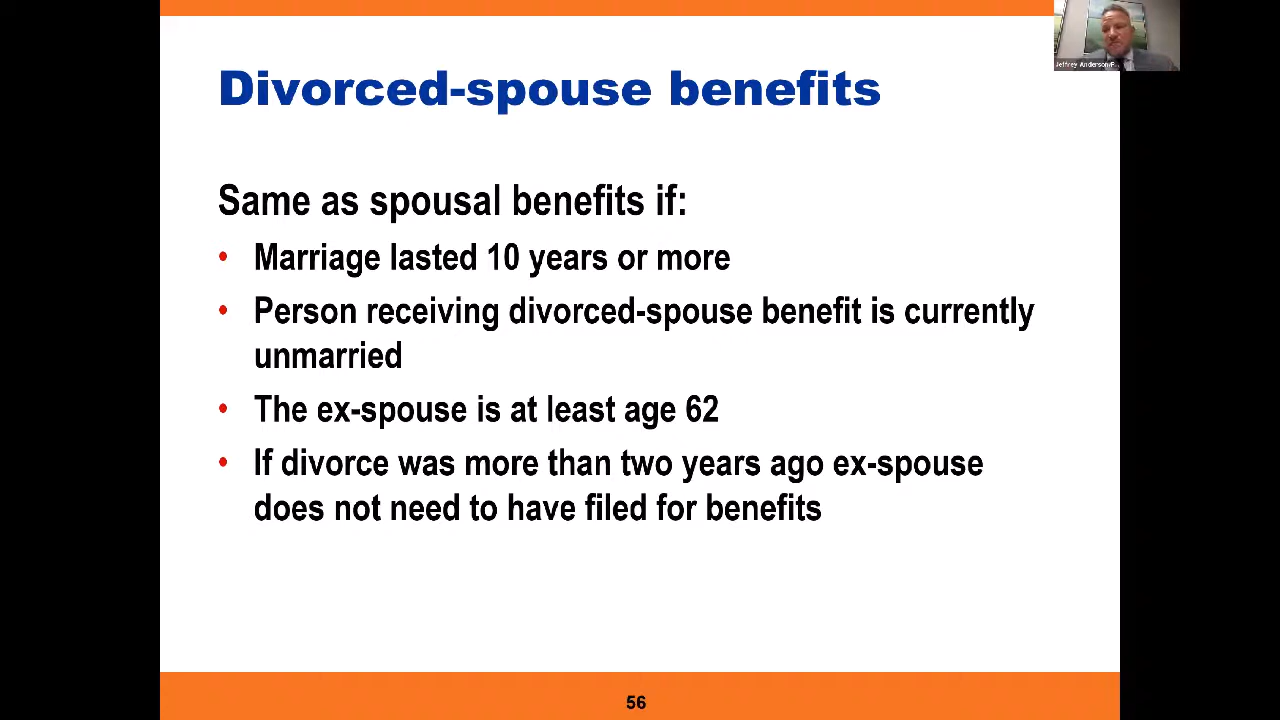 Jeffrey Anderson
Divorced-spouse benefits
Same as spousal benefits if:
• Marriage lasted 10 years or more
• Person receiving divorced-spouse benefit is currently
unmarried
• The ex-spouse is at least age 62
• If divorce was more than two years ago ex-spouse
does not need to have filed for benefits
56